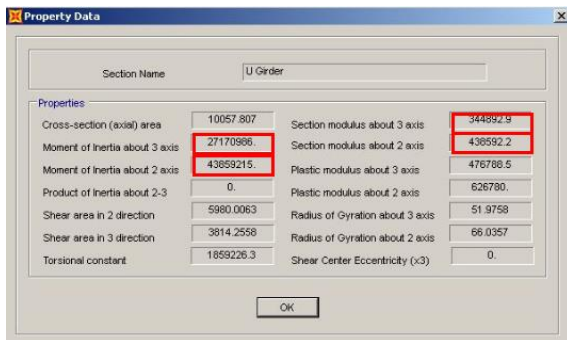 Property Data
Section Name U Girder
Properties
Cross-section (axial) area 10057.807 Section modulus about 3 axis 344892.9
Moment of Inertia about 3 axis 27170986. Section modulus about 2 axis 438592.2
Moment of Inertia about 2 axis 43859215. Plastic modulus about 3 axis 476788.5
Product of Inertia about 2-3 0. Plastic modulus about 2 axis 626780.
Shear area in 2 direction 5980.0063 Radius of Gyration about 3 axis 51.9758
Shear area in 3 direction 3814.2558 Radius of Gyration about 2 axis 66.0357
Torsional constant 1859226.3 Shear Center Eccentricity (x3) 0.
OK